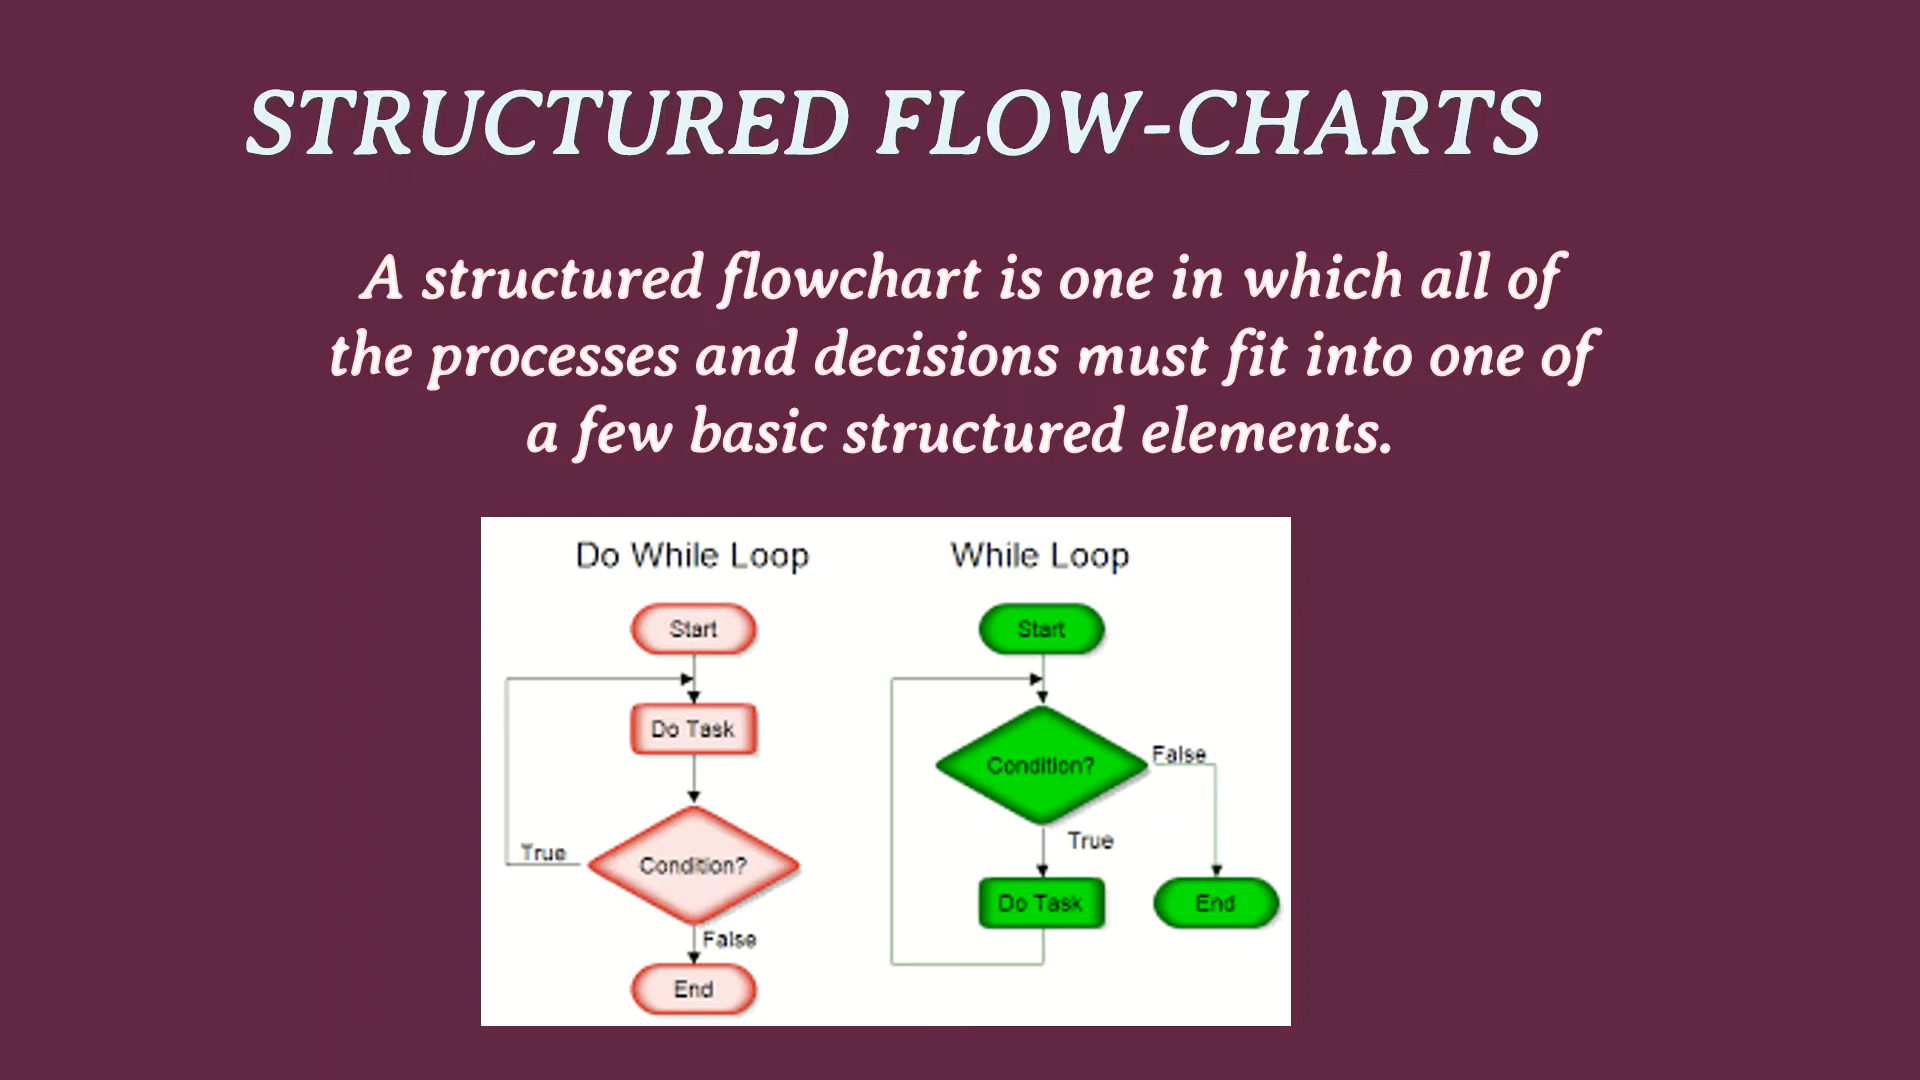 STRUCTURED FLOW-CHARTS
A structured flowchart is one in which all of
the processes and decisions must fit into one of
a few basic structured elements.
Do While Loop
Start
Do Task
True
Condition?
False
End
While Loop
Start
Condition?
False
True
Do Task
End